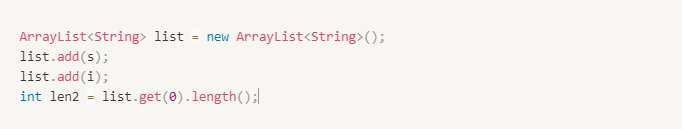 ArrayList<String> list = new ArrayList<String>();
list.add(s);
list.add(i);
int len2 = list.get(0).length();